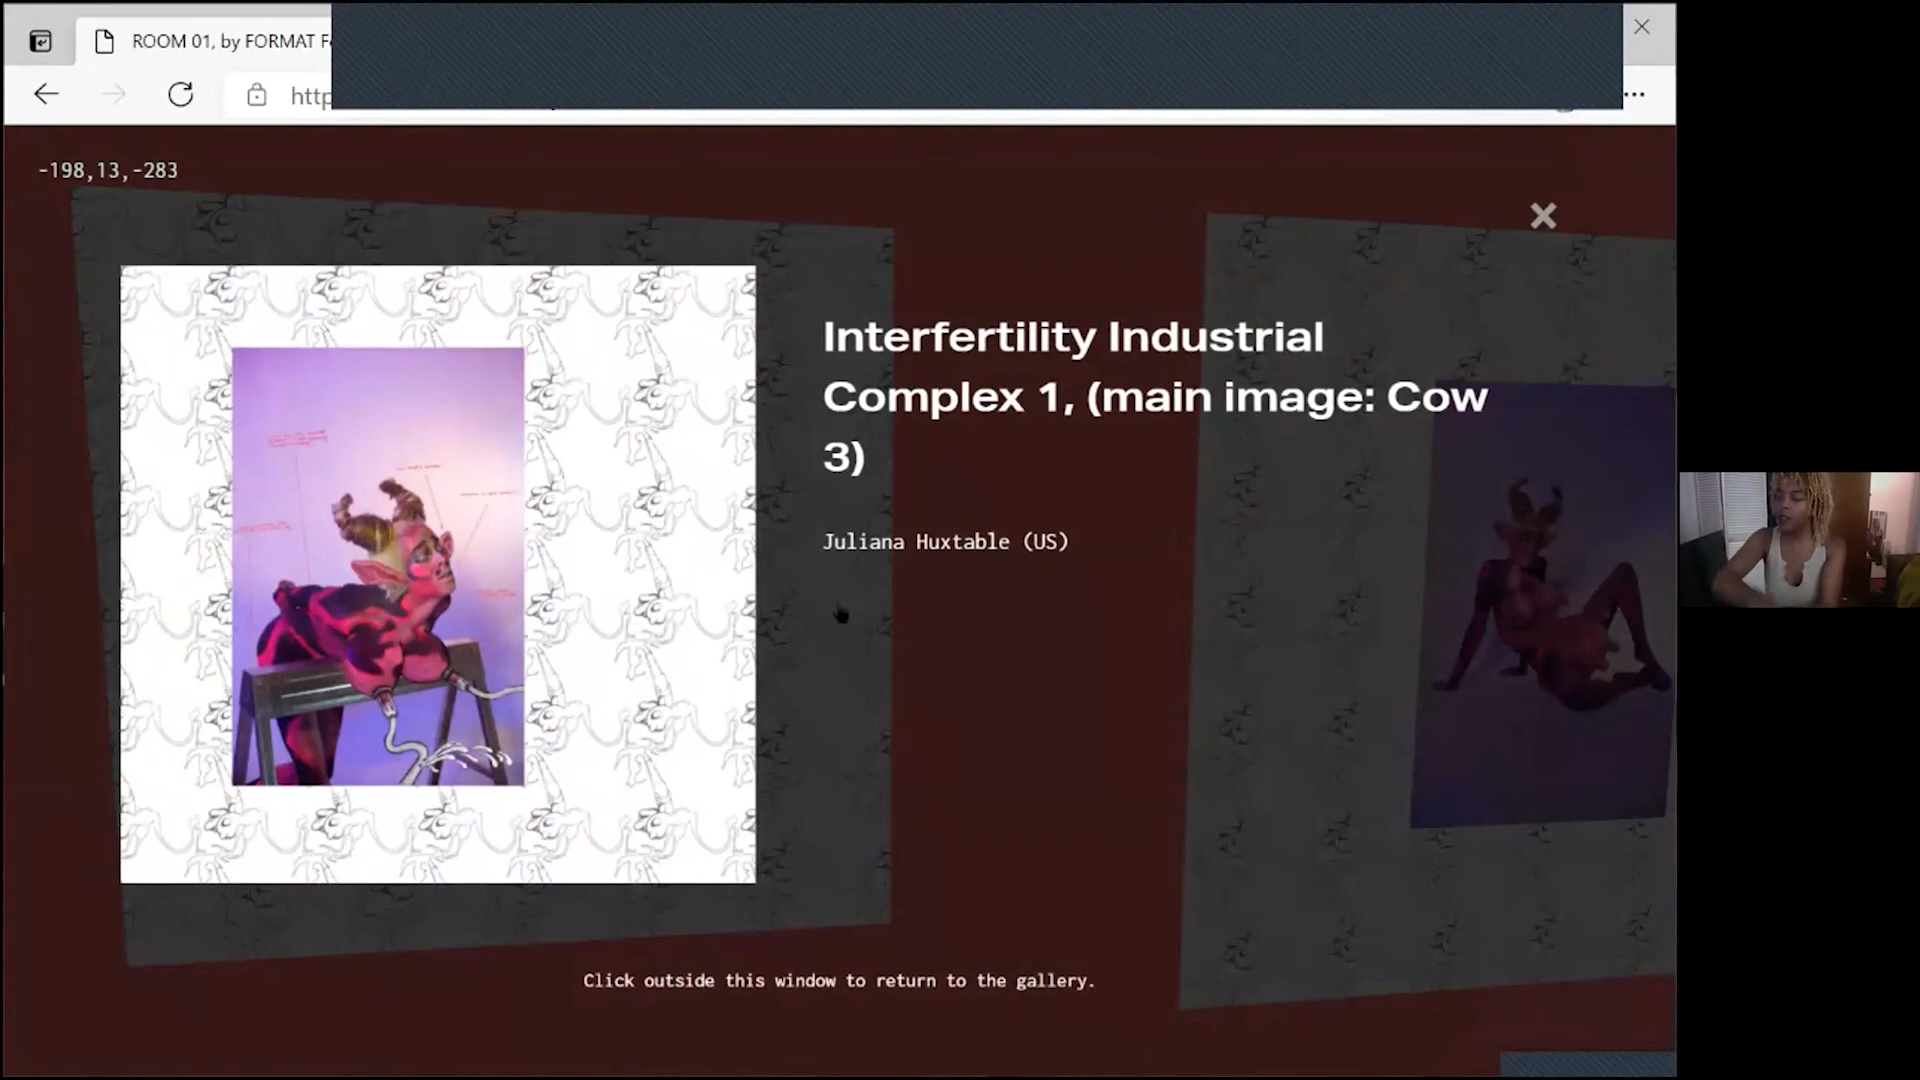 ROOM 01, by FORMAT F
http
-198,13,-283
Interfertility Industrial
Complex 1, (main image: Cow
3)
Juliana Huxtable (US)
Click outside this window to return to the gallery.